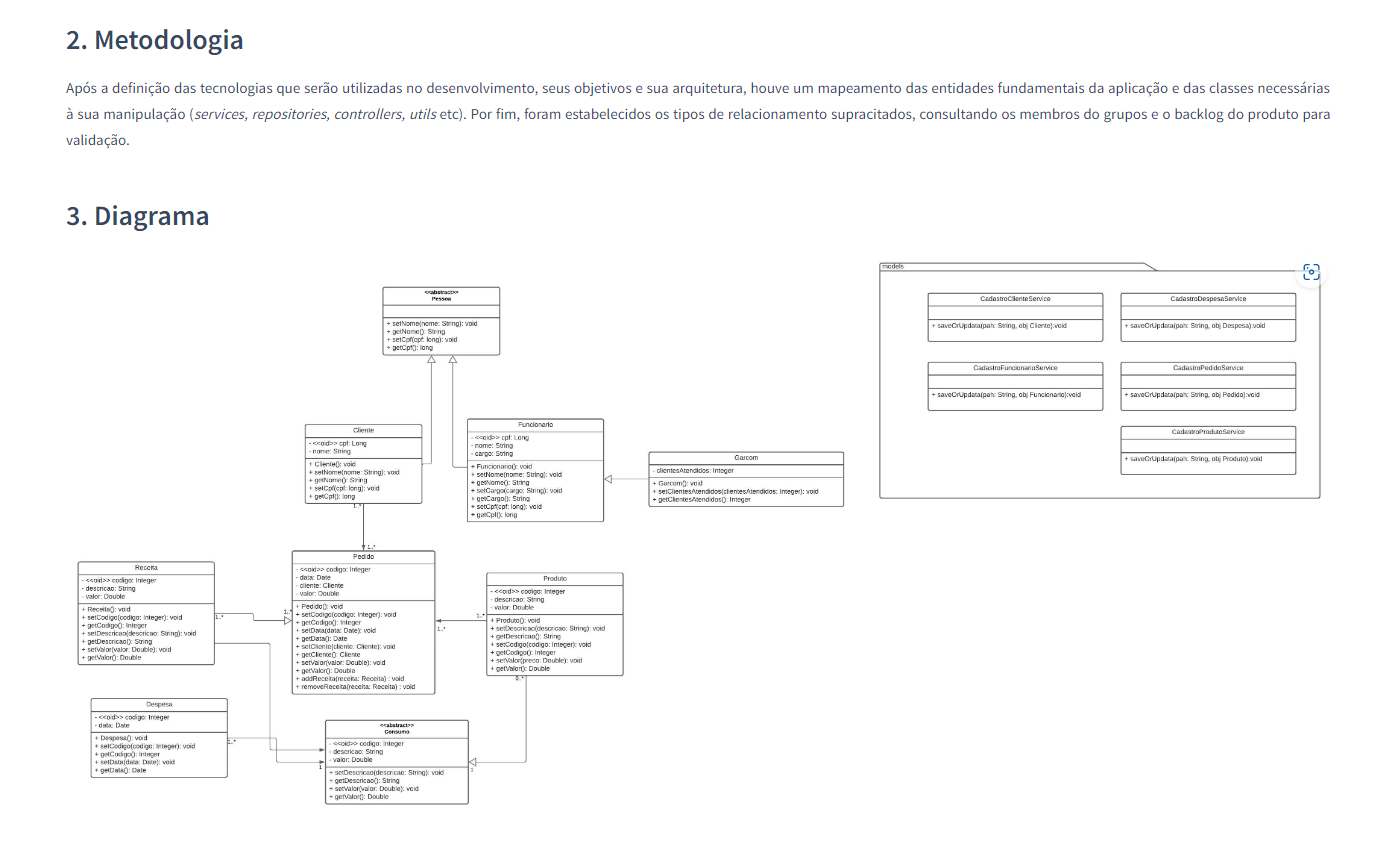 2. Metodologia
Após a definição das tecnologias que serão utilizadas no desenvolvimento, seus objetivos e sua arquitetura, houve um mapeamento das entidades fundamentais da aplicação e das classes necessárias
à sua manipulação (services, repositories, controllers, utils etc). Por fim, foram estabelecidos os tipos de relacionamento supracitados, consultando os membros do grupos e o backlog do produto para
validação.
3. Diagrama
<<abstract>>
Pessoa
+ setNome(nome: String): void
+ getNome(): String
+ setCpf(cpf: long): void
+ getCpf(): long
models
CadastroClienteService
+ saveOrUpdata(pah: String, obj Cliente):void
CadastroDespesaService
+ saveOrUpdata(pah: String, obj Despesa):void
CadastroFuncionarioService
+ saveOrUpdata(pah: String, obj Funcionario):void
CadastroPedidoService
+ saveOrUpdata(pah: String, obj Pedido):void
CadastroProdutoService
+ saveOrUpdata(pah: String, obj Produto):void
Cliente
- <<oid>> cpf: Long
- nome: String
+ Cliente(): void
+ setNome(nome: String): void
+ getNome(): String
+ setCpf(cpf: long): void
+ getCpf(): long
1..*
1..*
Funcionario
- <<oid>> cpf: Long
- nome: String
- cargo: String
+ Funcionario(): void
+ setNome(nome: String): void
+ getNome(): String
+ setCargo(cargo: String): void
+ getCargo(): String
+ setCpf(cpf: long): void
+ getCpf(): long
Garcom
- clientesAtendidos: Integer
+ Garcom(): void
+ setClientesAtendidos(clientesAtendidos: Integer): void
+ getClientesAtendidos(): Integer
Receita
- <<oid>> codigo: Integer
- descricao: String
- valor: Double
+ Receita(): void
+ setCodigo(codigo: Integer): void
+ getCodigo(): Integer
+ setDescricao(descricao: String): void
+ getDescricao(): String
+ setValor(valor: Double): void
+ getValor(): Double
1..*
1..*
Pedido
- <<oid>> codigo: Integer
- data: Date
- cliente: Cliente
- valor: Double
+ Pedido(): void
+ setCodigo(codigo: Integer): void
+ getCodigo(): Integer
+ setData(data: Date): void
+ getData(): Date
+ setCliente(cliente: Cliente): void
+ getCliente(): Cliente
+ setValor(valor: Double): void
+ getValor(): Double
+ addReceita(receita: Receita) : void
+ removeReceita(receita: Receita) : void
1..*
1..*
Produto
- <<oid>> codigo: Integer
- descricao: String
- valor: Double
+ Produto(): void
+ setDescricao(descricao: String): void
+ getDescricao(): String
+ setCodigo(codigo: Integer): void
+ getCodigo(): Integer
+ setValor(preco: Double): void
+ getValor(): Double
Despesa
- <<oid>> codigo: Integer
- data: Date
+ Despesa(): void
+ setCodigo(codigo: Integer): void
+ getCodigo(): Integer
+ setData(data: Date): void
+ getData(): Date
1
<<abstract>>
Consumo
- <<oid>> codigo: Integer
- descricao: String
- valor: Double
+ setDescricao(descricao: String): void
+ getDescricao(): String
+ setValor(valor: Double): void
+ getValor(): Double
1